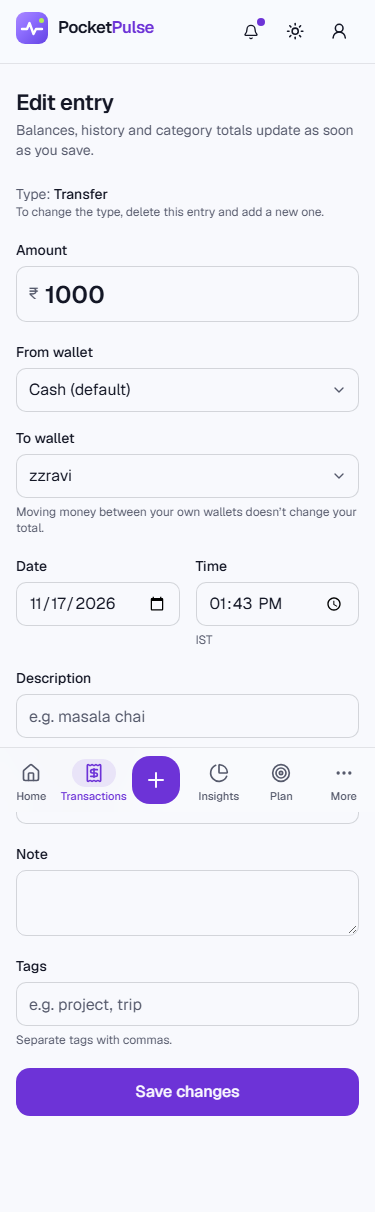 PocketPulse
Edit entry
Balances, history and category totals update as soon
as you save.
Type: Transfer
To change the type, delete this entry and add a new one.
Amount
₹ 1000
From wallet
Cash (default)
To wallet
zzravi
Moving money between your own wallets doesn't change your
total.
Date Time
11/17/2026 01:43 PM
IST
Description
e.g. masala chai
Home Transactions Insights Plan More
Note
Tags
e.g. project, trip
Separate tags with commas.
Save changes